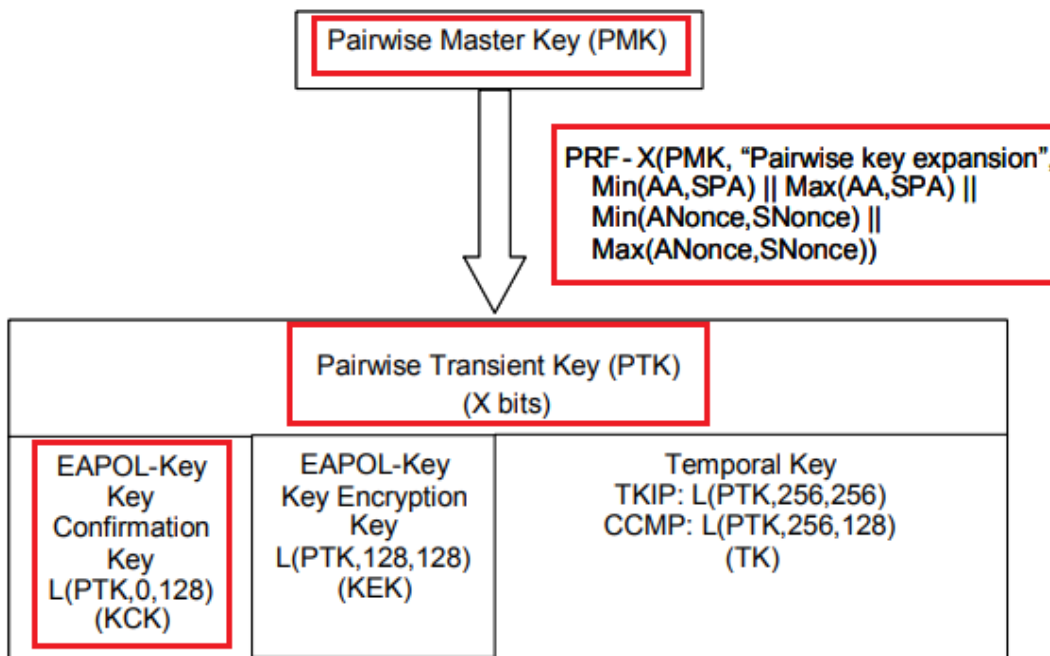 Pairwise Master Key (PMK)
PRF-X(PMK, “Pairwise key expansion”,
Min(AA,SPA) || Max(AA,SPA) ||
Min(ANonce,SNonce) ||
Max(ANonce,SNonce))
Pairwise Transient Key (PTK)
(X bits)
EAPOL-Key
Key
Confirmation
Key
L(PTK,0,128)
(KCK)
EAPOL-Key
Key Encryption
Key
L(PTK,128,128)
(KEK)
Temporal Key
TKIP: L(PTK,256,256)
CCMP: L(PTK,256,128)
(TK)